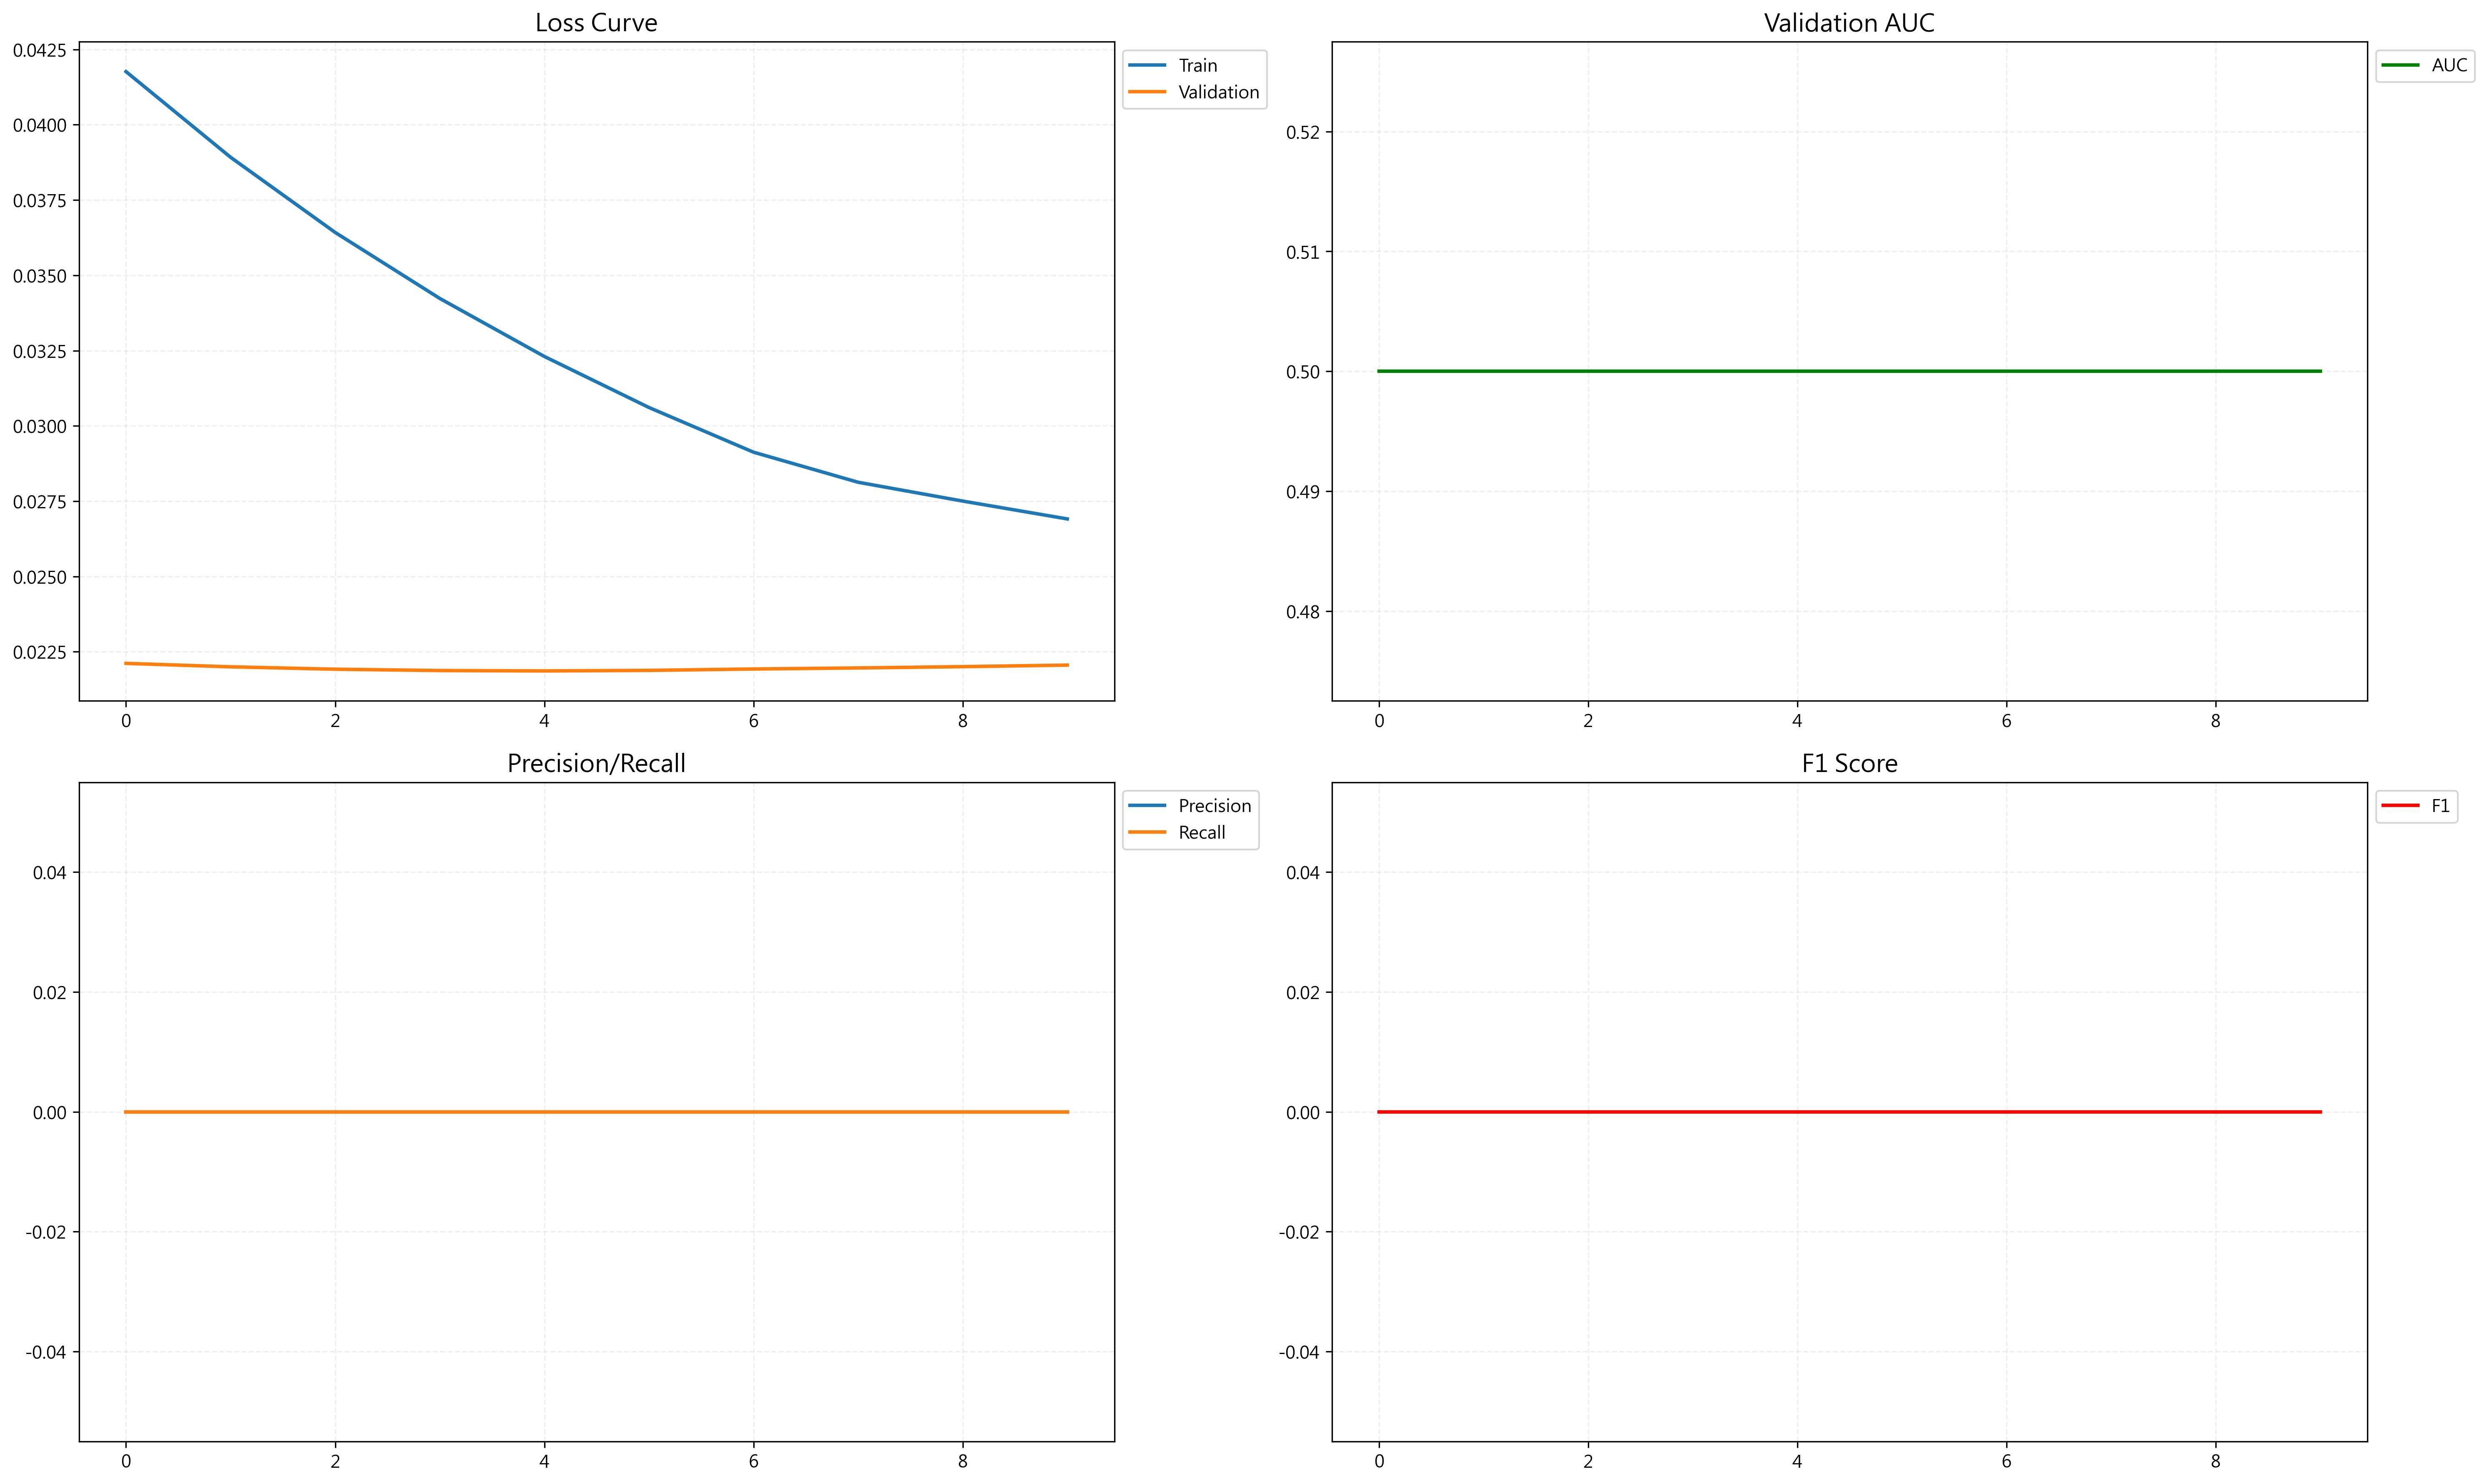 Loss Curve
0.0425
0.0400
0.0375
0.0350
0.0325
0.0300
0.0275
0.0250
0.0225
0 2 4 6 8
Train
Validation
Validation AUC
0.52
0.51
0.50
0.49
0.48
0 2 4 6 8
AUC
Precision/Recall
0.04
0.02
0.00
-0.02
-0.04
0 2 4 6 8
Precision
Recall
F1 Score
0.04
0.02
0.00
-0.02
-0.04
0 2 4 6 8
F1